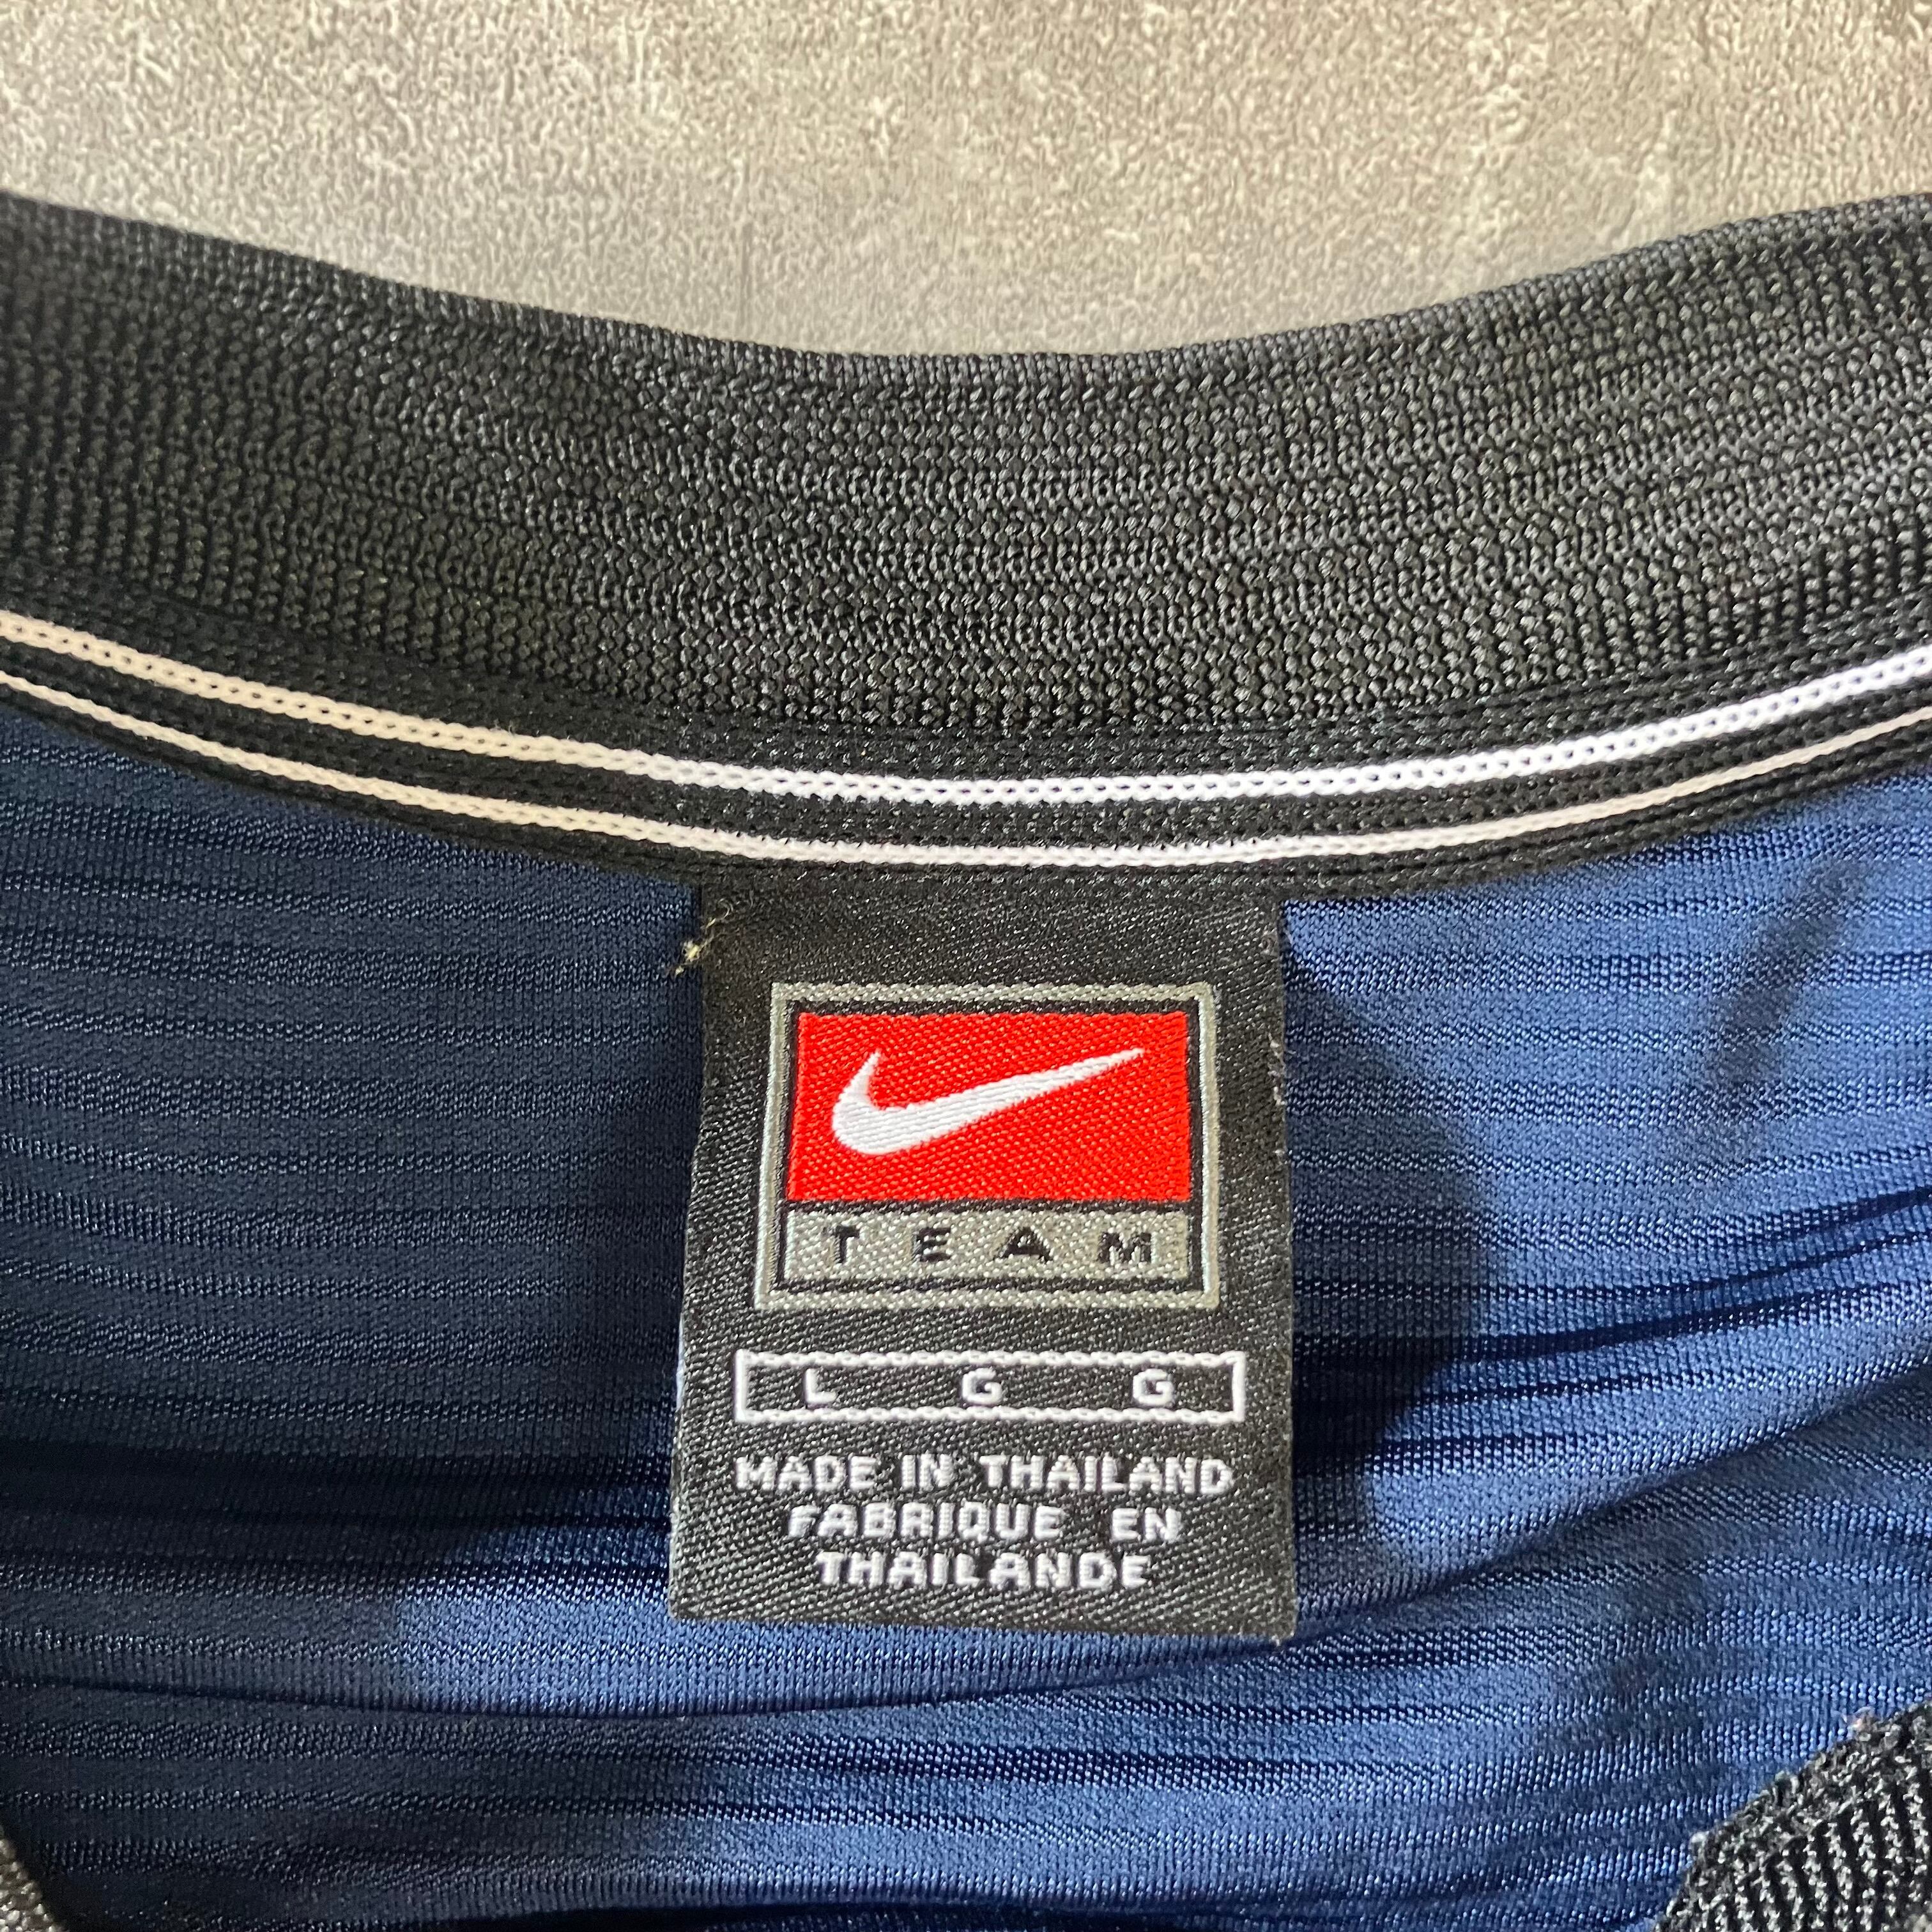 TEAM
L G G
MADE IN THAILAND
FABRIQUE EN
THAILANDE